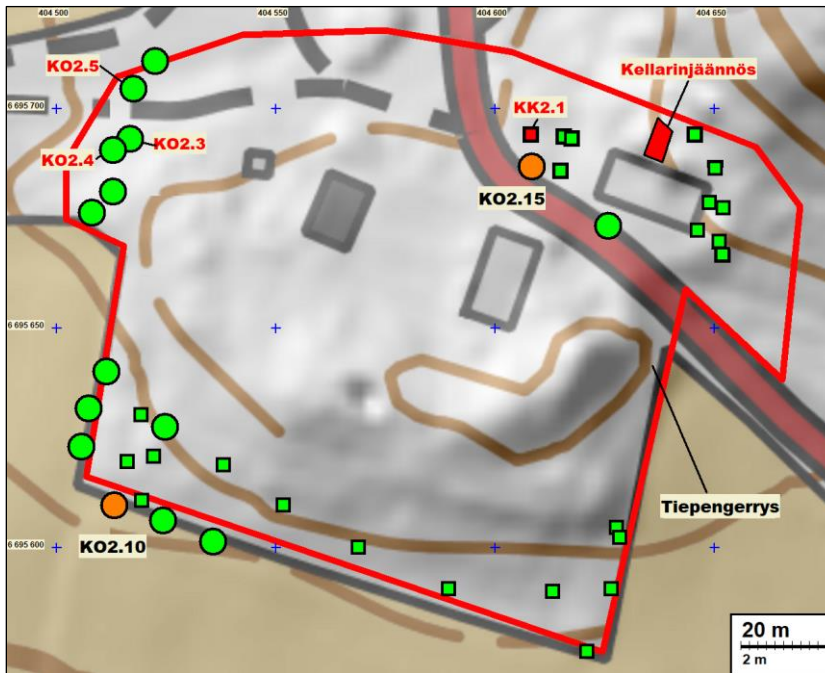 404 500
404 550
404 600
404 650
KO2.5
Kellarinjäännös
6 695 700
KK2.1
KO2.3
KO2.4
KO2.15
6 695 650
Tiepengerrys
KO2.10
6 695 600
20 m
2 m